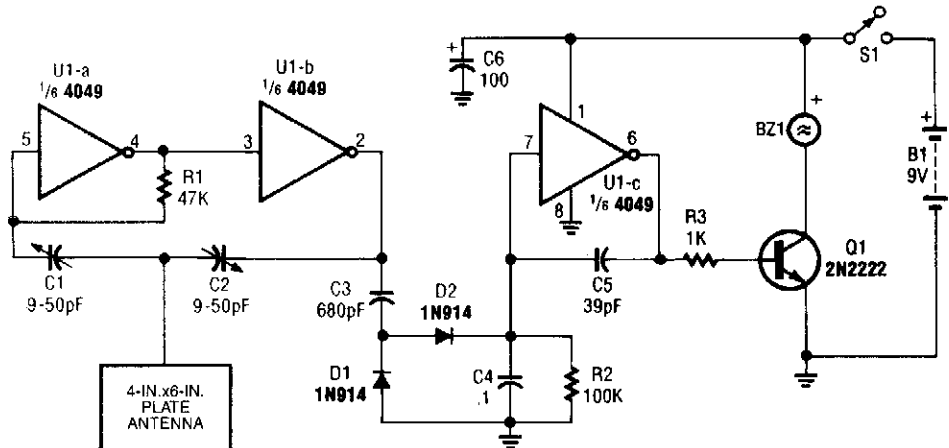 U1-a
1/6 4049
5
4
R1
47K
U1-b
1/6 4049
3
2
C1
9-50pF
C2
9-50pF
4-IN.x6-IN.
PLATE
ANTENNA
C3
680pF
D1
1N914
D2
1N914
C4
.1
R2
100K
+
C6
100
1
7
6
8
U1-c
1/6 4049
C5
39pF
R3
1K
+
BZ1
Q1
2N2222
S1
+
B1
9V